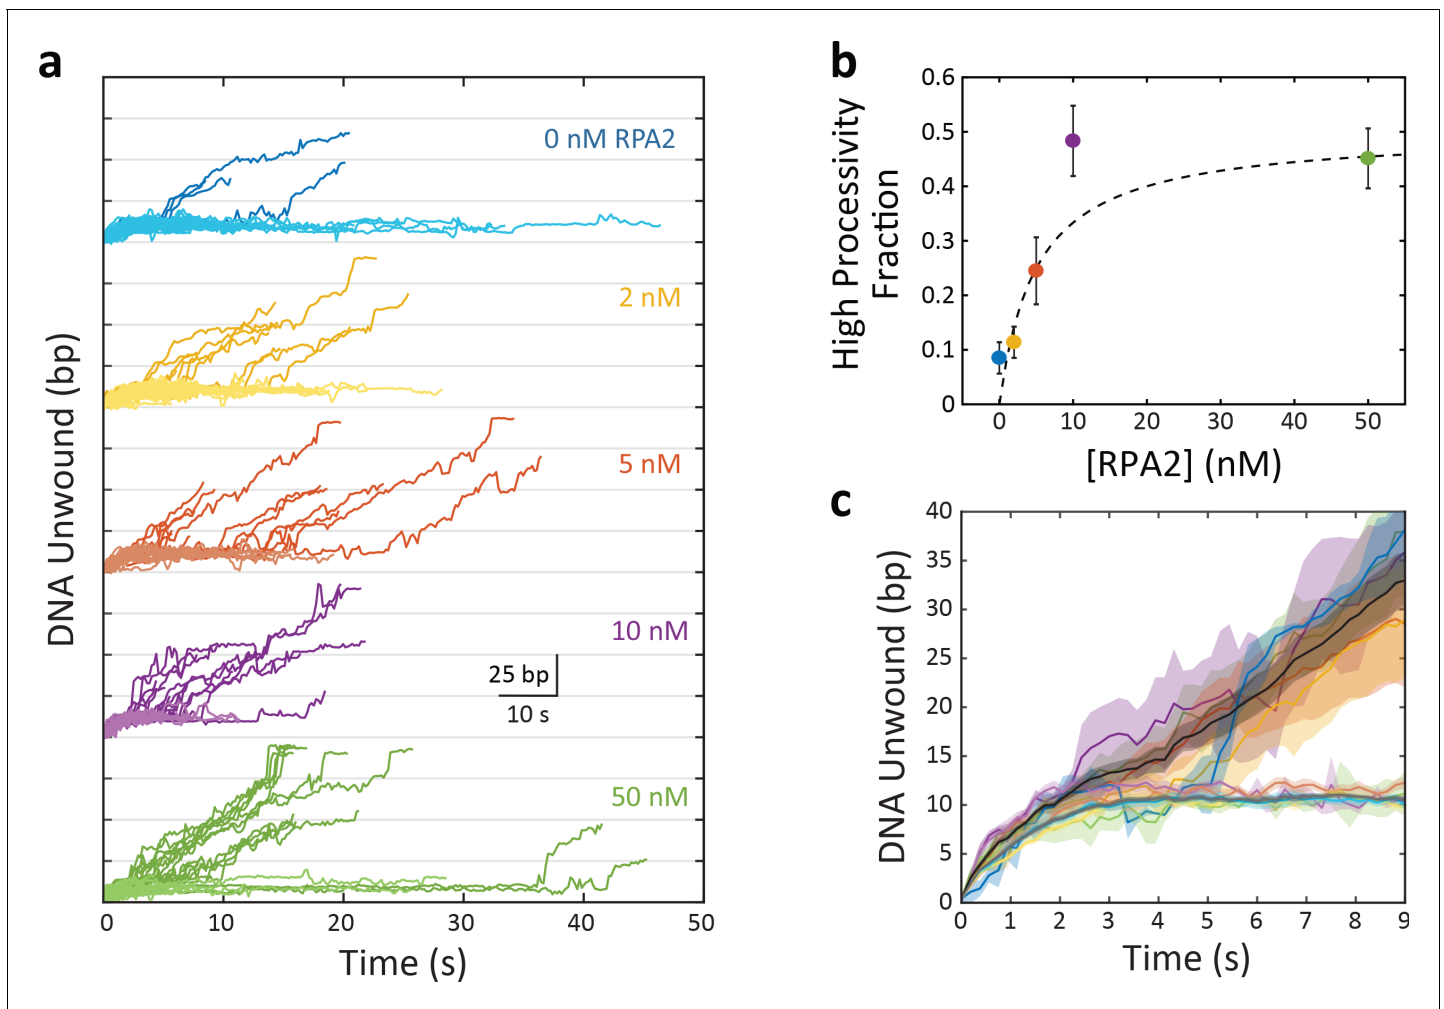 a
DNA Unwound (bp)
0 nM RPA2
2 nM
5 nM
10 nM
25 bp
10 s
50 nM
0 10 20 30 40 50
Time (s)
b
High Processivity
Fraction
0.6
0.5
0.4
0.3
0.2
0.1
0
0 10 20 30 40 50
[RPA2] (nM)
c
DNA Unwound (bp)
40
35
30
25
20
15
10
5
0
0 1 2 3 4 5 6 7 8 9
Time (s)